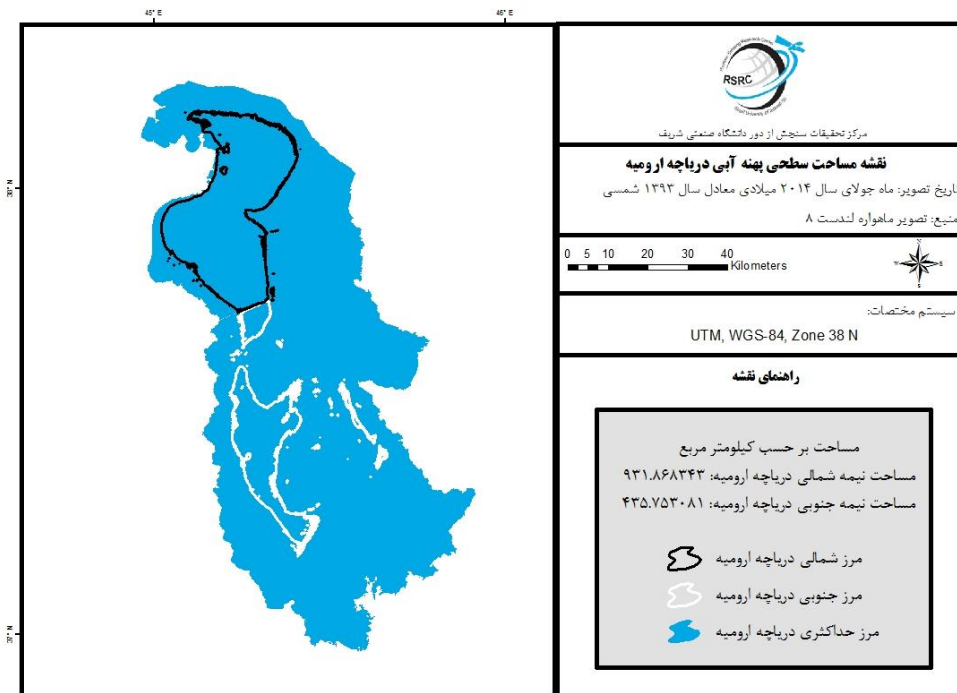 45° E
46° E
38° N
37° N
RSRC
مرکز تحقیقات سنجش از دور دانشگاه صنعتی شریف
نقشه مساحت سطحی پهنه آبی دریاچه ارومیه
تاریخ تصویر: ماه جولای سال ۲۰۱۴ میلادی معادل سال ۱۳۹۳ شمسی
منبع: تصویر ماهواره لندست ۸
0 5 10 20 30 40
Kilometers
سیستم مختصات:
UTM, WGS-84, Zone 38 N
راهنمای نقشه
مساحت بر حسب کیلومتر مربع
مساحت نیمه شمالی دریاچه ارومیه: ۹۳۱.۸۶۸۳۴۳
مساحت نیمه جنوبی دریاچه ارومیه: ۴۳۵.۷۵۳۰۸۱
مرز شمالی دریاچه ارومیه
مرز جنوبی دریاچه ارومیه
مرز حداکثری دریاچه ارومیه